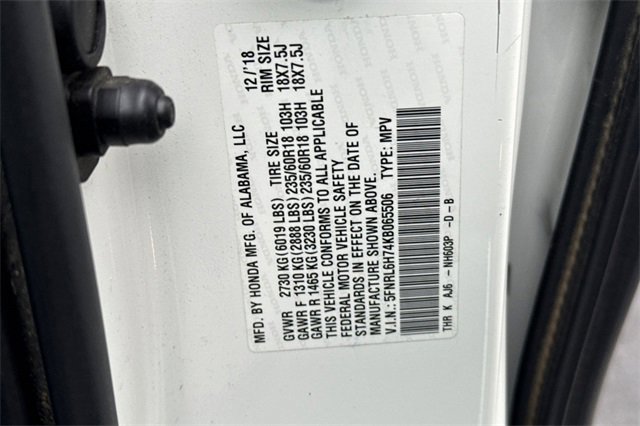 MFD. BY HONDA MFG. OF ALABAMA, LLC 12/'18
TIRE SIZE RIM SIZE
GVWR 2730 KG(6019 LBS)
GAWR F 1310 KG(2888 LBS)235/60R18 103H 18X7.5J
GAWR R 1465 KG(3230 LBS)235/60R18 103H 18X7.5J
THIS VEHICLE CONFORMS TO ALL APPLICABLE
FEDERAL MOTOR VEHICLE SAFETY
STANDARDS IN EFFECT ON THE DATE OF
MANUFACTURE SHOWN ABOVE.
V.I.N.: 5FNRL6H74KB065506 TYPE: MPV
THR K AJ6 - NH603P -D -B